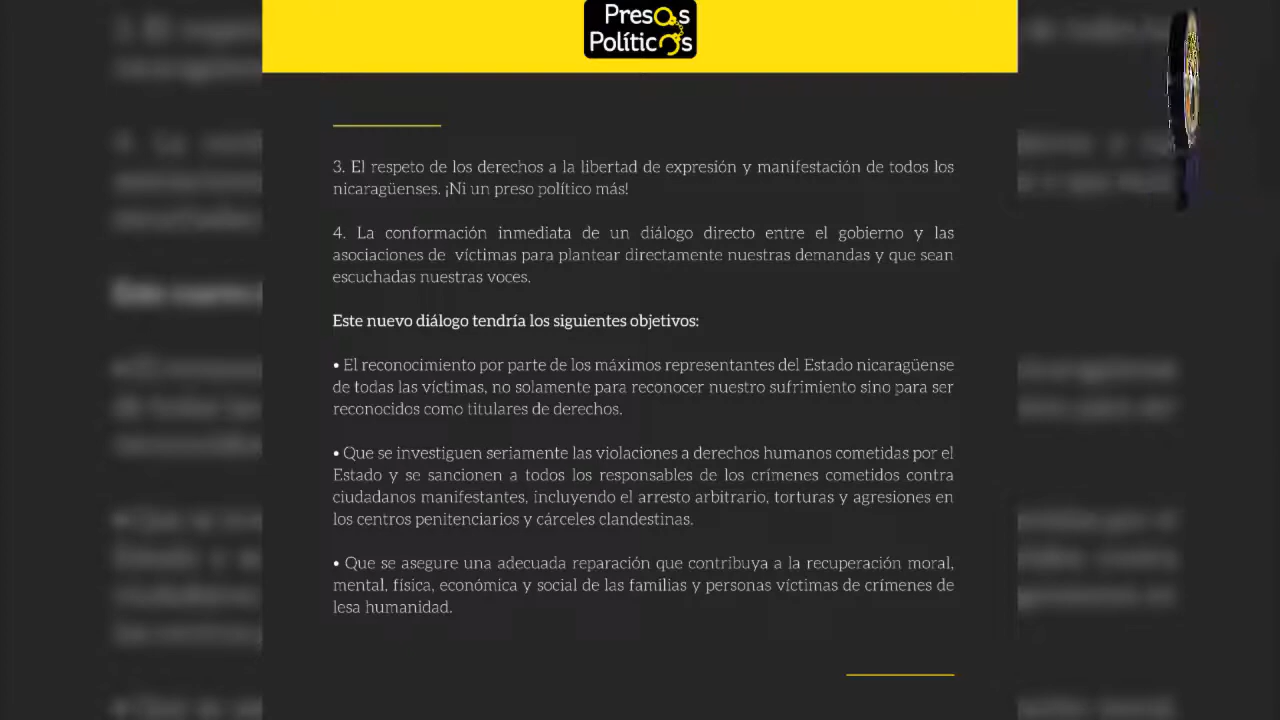 Presos
Políticos
3. El respeto de los derechos a la libertad de expresión y manifestación de todos los
nicaragüenses. ¡Ni un preso político más!
4. La conformación inmediata de un diálogo directo entre el gobierno y las
asociaciones de víctimas para plantear directamente nuestras demandas y que sean
escuchadas nuestras voces.
Este nuevo diálogo tendría los siguientes objetivos:
• El reconocimiento por parte de los máximos representantes del Estado nicaragüense
de todas las víctimas, no solamente para reconocer nuestro sufrimiento sino para ser
reconocidos como titulares de derechos.
• Que se investiguen seriamente las violaciones a derechos humanos cometidas por el
Estado y se sancionen a todos los responsables de los crímenes cometidos contra
ciudadanos manifestantes, incluyendo el arresto arbitrario, torturas y agresiones en
los centros penitenciarios y cárceles clandestinas.
• Que se asegure una adecuada reparación que contribuya a la recuperación moral,
mental, física, económica y social de las familias y personas víctimas de crímenes de
lesa humanidad.